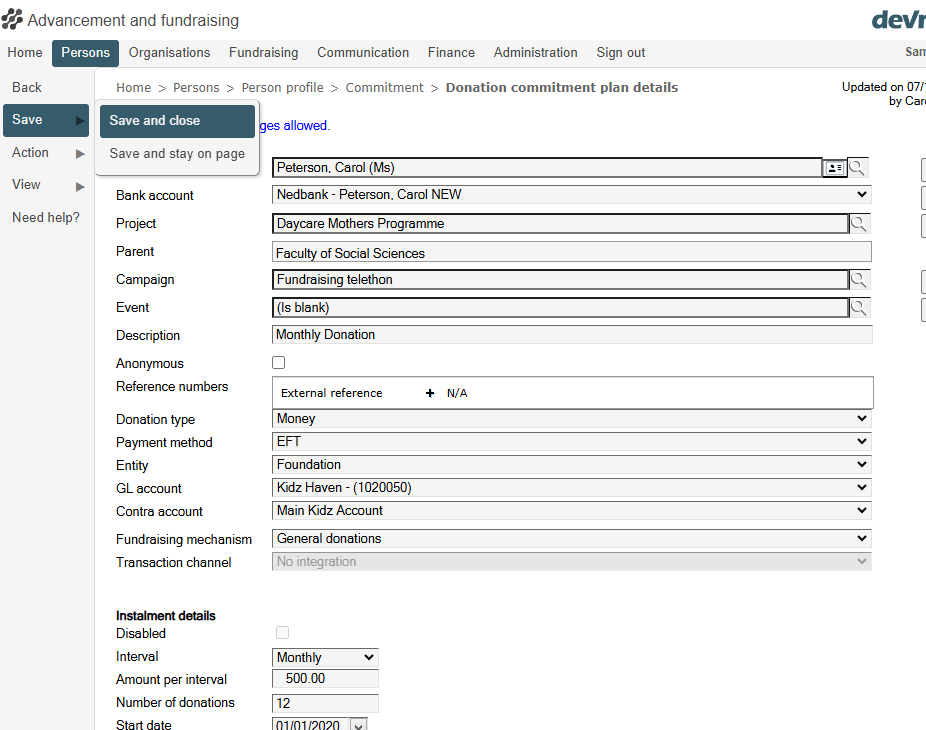 Advancement and fundraising
Home Persons Organisations Fundraising Communication Finance Administration Sign out
Back
Home > Persons > Person profile > Commitment > Donation commitment plan details
Updated on 07/
Save
Save and close
allowed.
Action
Save and stay on page
View
Need help?
Peterson, Carol (Ms)
Bank account Nedbank - Peterson, Carol NEW
Project Daycare Mothers Programme
Parent Faculty of Social Sciences
Campaign Fundraising telethon
Event (Is blank)
Description Monthly Donation
Anonymous
Reference numbers
External reference + N/A
Donation type Money
Payment method EFT
Entity Foundation
GL account Kidz Haven - (1020050)
Contra account Main Kidz Account
Fundraising mechanism General donations
Transaction channel No integration
Instalment details
Disabled
Interval Monthly
Amount per interval 500.00
Number of donations 12
Start date 01/01/2020